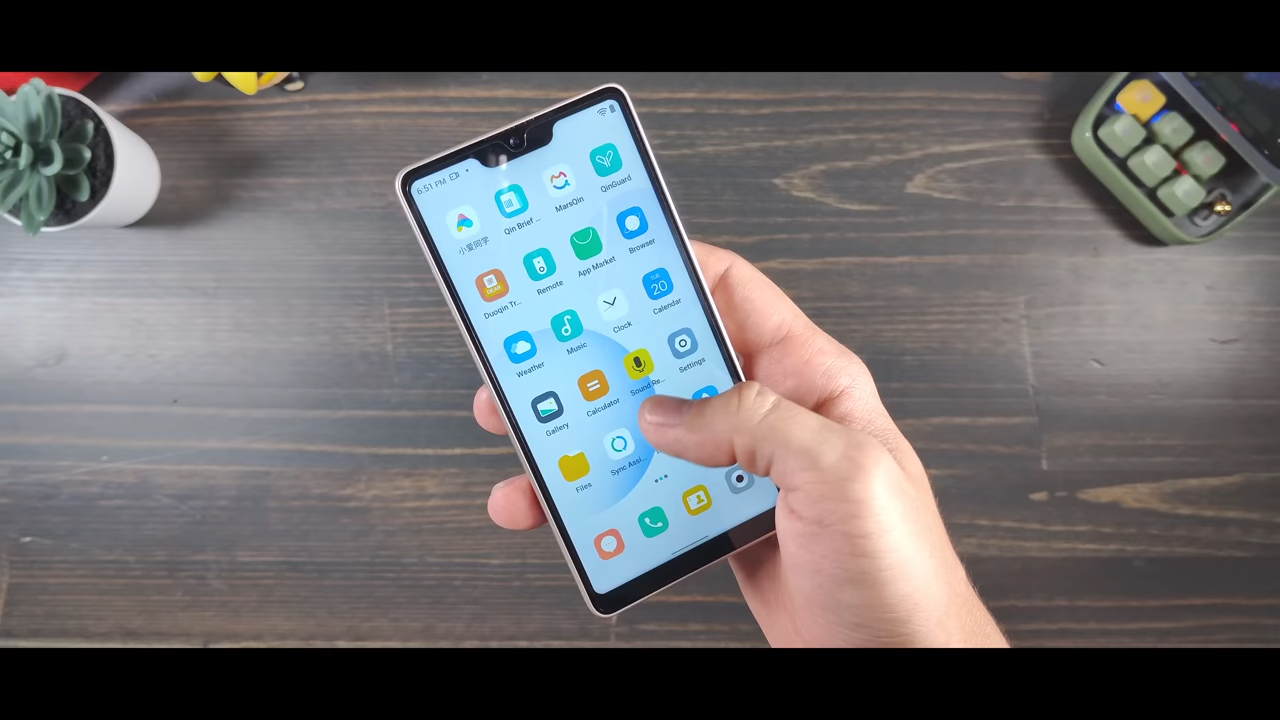 6:51 PM
小爱同学
Qin Brief ...
MarsQin
QinGuard
DEAR
Duoqin Tr...
Remote
App Market
Browser
Weather
Music
Clock
TUE
20
Calendar
Gallery
Calculator
Sound Re...
Settings
Files
Sync Assi...